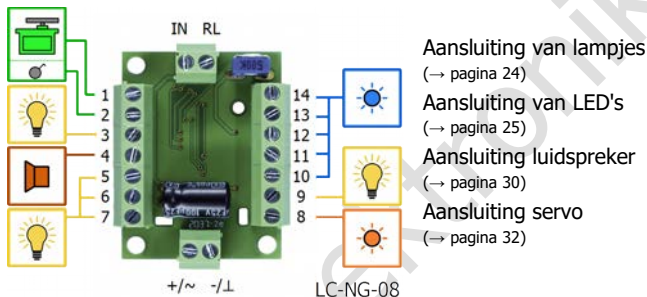 IN RL
1
2
3
4
5
6
7
14
13
12
11
10
9
8
+/~ -/⊥
LC-NG-08
Aansluiting van lampjes
(→ pagina 24)
Aansluiting van LED's
(→ pagina 25)
Aansluiting luidspreker
(→ pagina 30)
Aansluiting servo
(→ pagina 32)